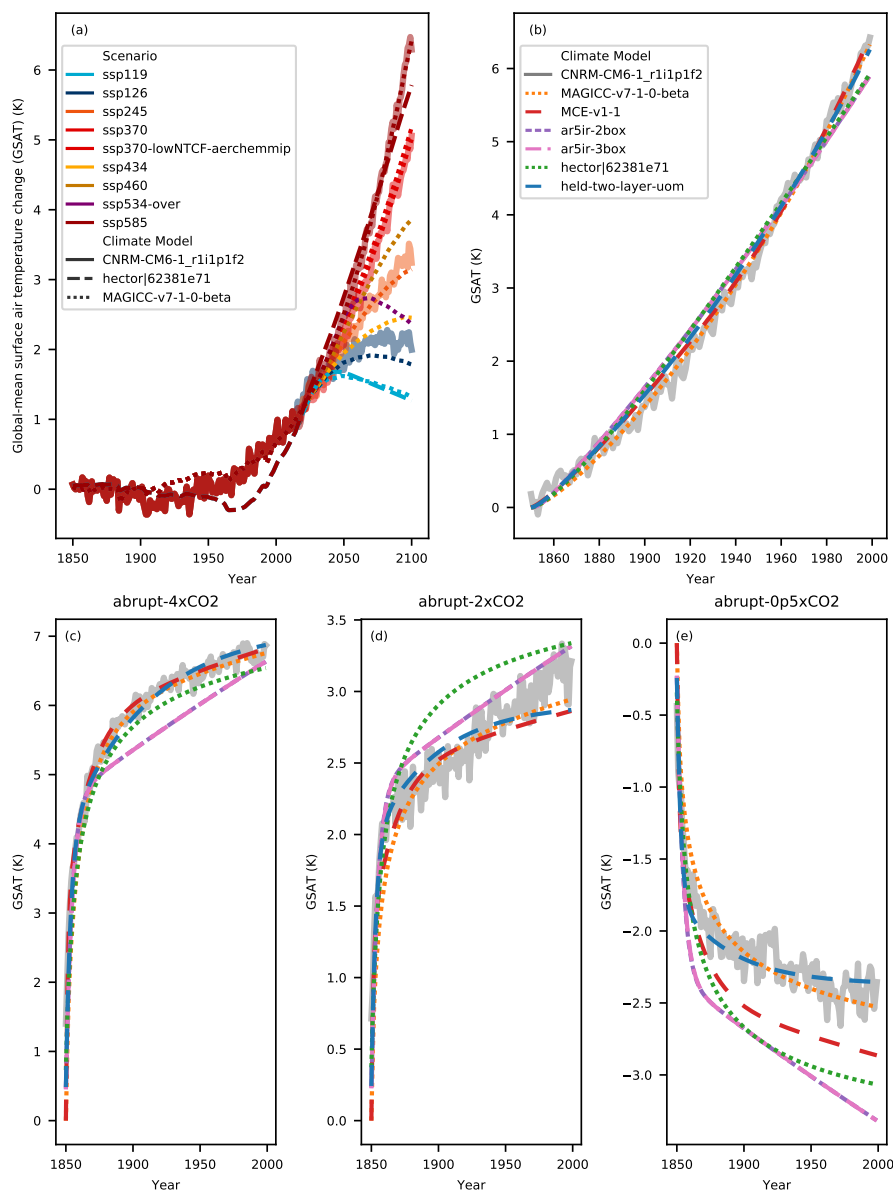 (a)
Scenario
ssp119
ssp126
ssp245
ssp370
ssp370-lowNTCF-aerchemmip
ssp434
ssp460
ssp534-over
ssp585
Climate Model
CNRM-CM6-1_r1i1p1f2
hector|62381e71
MAGICC-v7-1-0-beta
Global-mean surface air temperature change (GSAT) (K)
6
5
4
3
2
1
0
1850
1900
1950
2000
2050
2100
Year
(b)
Climate Model
CNRM-CM6-1_r1i1p1f2
MAGICC-v7-1-0-beta
MCE-v1-1
ar5ir-2box
ar5ir-3box
hector|62381e71
held-two-layer-uom
GSAT (K)
6
5
4
3
2
1
0
1860
1880
1900
1920
1940
1960
1980
2000
Year
abrupt-4xCO2
(c)
GSAT (K)
7
6
5
4
3
2
1
0
1850
1900
1950
2000
Year
abrupt-2xCO2
(d)
GSAT (K)
3.5
3.0
2.5
2.0
1.5
1.0
0.5
0.0
1850
1900
1950
2000
Year
abrupt-0p5xCO2
(e)
GSAT (K)
0.0
−0.5
−1.0
−1.5
−2.0
−2.5
−3.0
1850
1900
1950
2000
Year